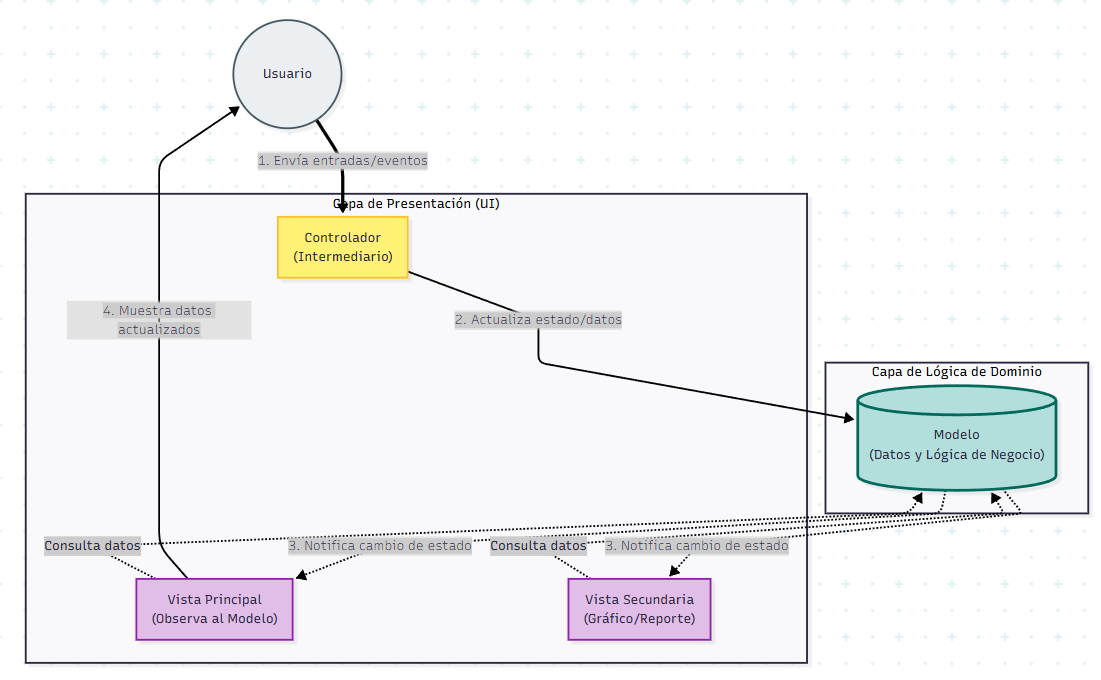 Usuario
1. Envía entradas/eventos
Capa de Presentación (UI)
Controlador
(Intermediario)
4. Muestra datos
actualizados
2. Actualiza estado/datos
Capa de Lógica de Dominio
Modelo
(Datos y Lógica de Negocio)
Consulta datos
3. Notifica cambio de estado
Consulta datos
3. Notifica cambio de estado
Vista Principal
(Observa al Modelo)
Vista Secundaria
(Gráfico/Reporte)